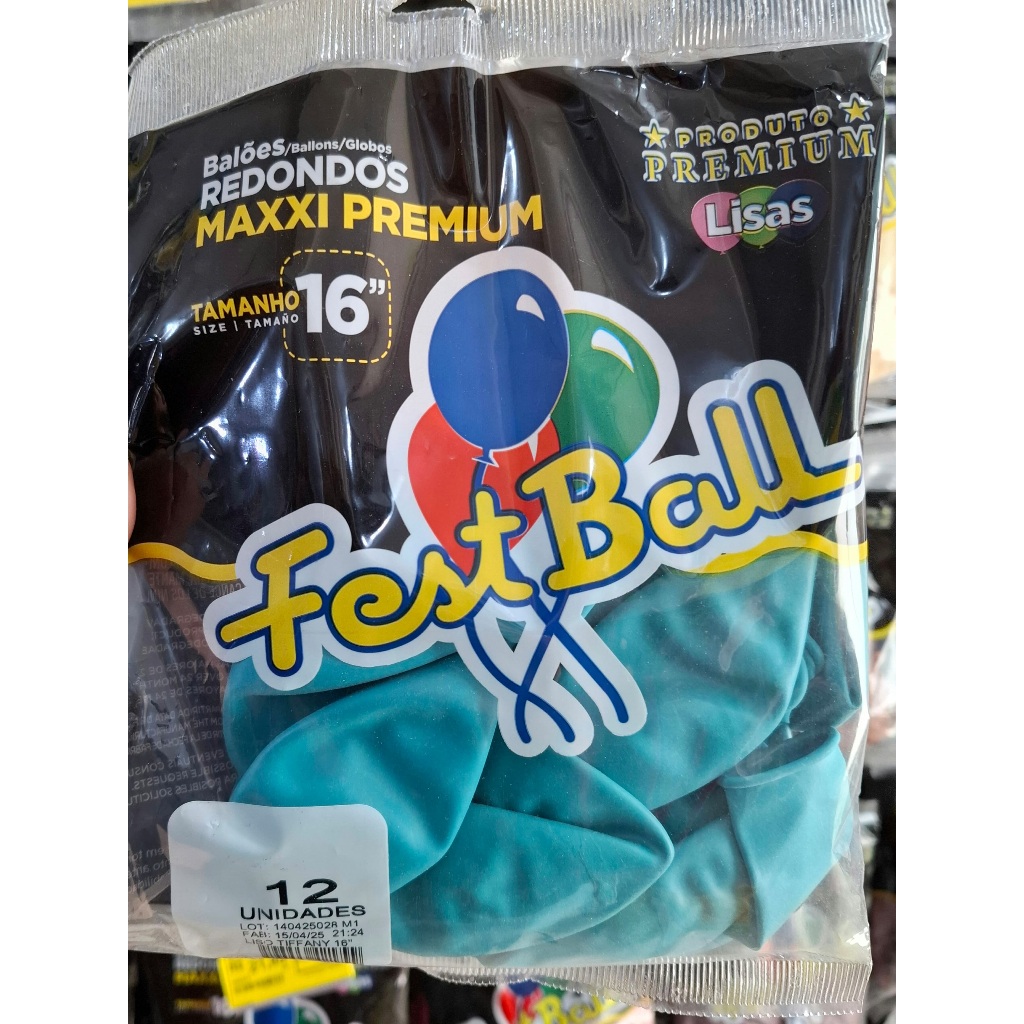 Balões/Ballons/Globos
REDONDOS
MAXXI PREMIUM
TAMANHO
SIZE | TAMAÑO
16”
PRODUTO
PREMIUM
Lisas
Fest Ball
12
UNIDADES
LOT: 14042502R M1
FAB: 15/04/25 21:24
LISO TIFFANY 16"